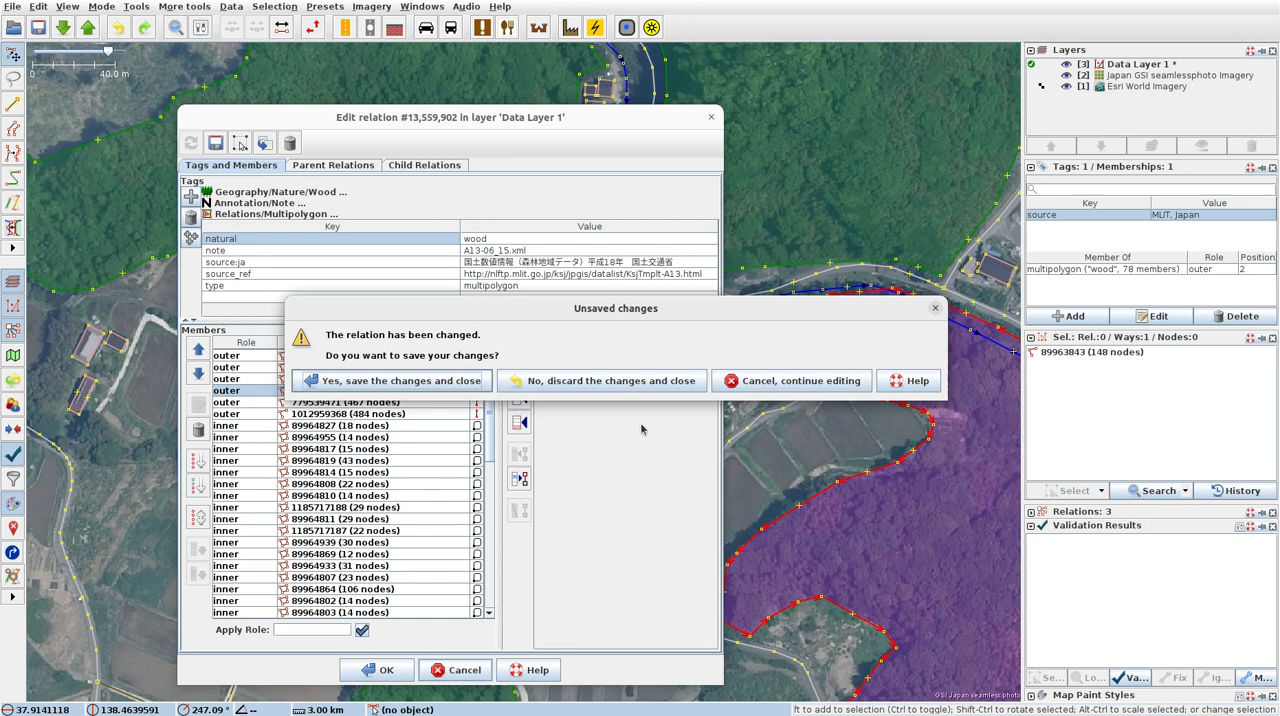 File Edit View Mode Tools More tools Data Selection Presets Imagery Windows Audio Help
0 40.0 m
Edit relation #13,559,902 in layer 'Data Layer 1'
Tags and Members Parent Relations Child Relations
Tags
Geography/Nature/Wood ...
Annotation/Note ...
Relations/Multipolygon ...
Key Value
natural wood
note A13-06_15.xml
source:ja 国土数値情報（森林地域データ）平成18年 国土交通省
source_ref http://nlftp.mlit.go.jp/ksj/jpgis/datalist/KsjTmplt-A13.html
type multipolygon
Unsaved changes
The relation has been changed.
Do you want to save your changes?
Yes, save the changes and close No, discard the changes and close Cancel, continue editing Help
Members
Role
outer
outer
outer
outer
outer 779539471 (467 nodes)
outer 1012959368 (484 nodes)
inner 89964827 (18 nodes)
inner 89964955 (14 nodes)
inner 89964817 (15 nodes)
inner 89964819 (43 nodes)
inner 89964814 (15 nodes)
inner 89964808 (22 nodes)
inner 89964810 (14 nodes)
inner 1185717188 (29 nodes)
inner 89964811 (29 nodes)
inner 1185717187 (22 nodes)
inner 89964939 (30 nodes)
inner 89964869 (12 nodes)
inner 89964933 (31 nodes)
inner 89964807 (23 nodes)
inner 89964864 (106 nodes)
inner 89964802 (14 nodes)
inner 89964803 (14 nodes)
Apply Role:
OK Cancel Help
Layers
[3] Data Layer 1 *
[2] Japan GSI seamlessphoto Imagery
[1] Esri World Imagery
Tags: 1 / Memberships: 1
Key Value
source MLIT, Japan
Member Of Role Position
multipolygon ("wood", 78 members) outer 2
Add Edit Delete
Sel.: Rel.:0 / Ways:1 / Nodes:0
89963843 (148 nodes)
Select Search History
Relations: 3
Validation Results
Se... Lo... Va... Fix Ig... M...
Map Paint Styles
GSI Japan seamless photo
37.9141118 138.4639591 247.09 ° -- 3.00 km (no object) ft to add to selection (Ctrl to toggle); Shift-Ctrl to rotate selected; Alt-Ctrl to scale selected; or change selection